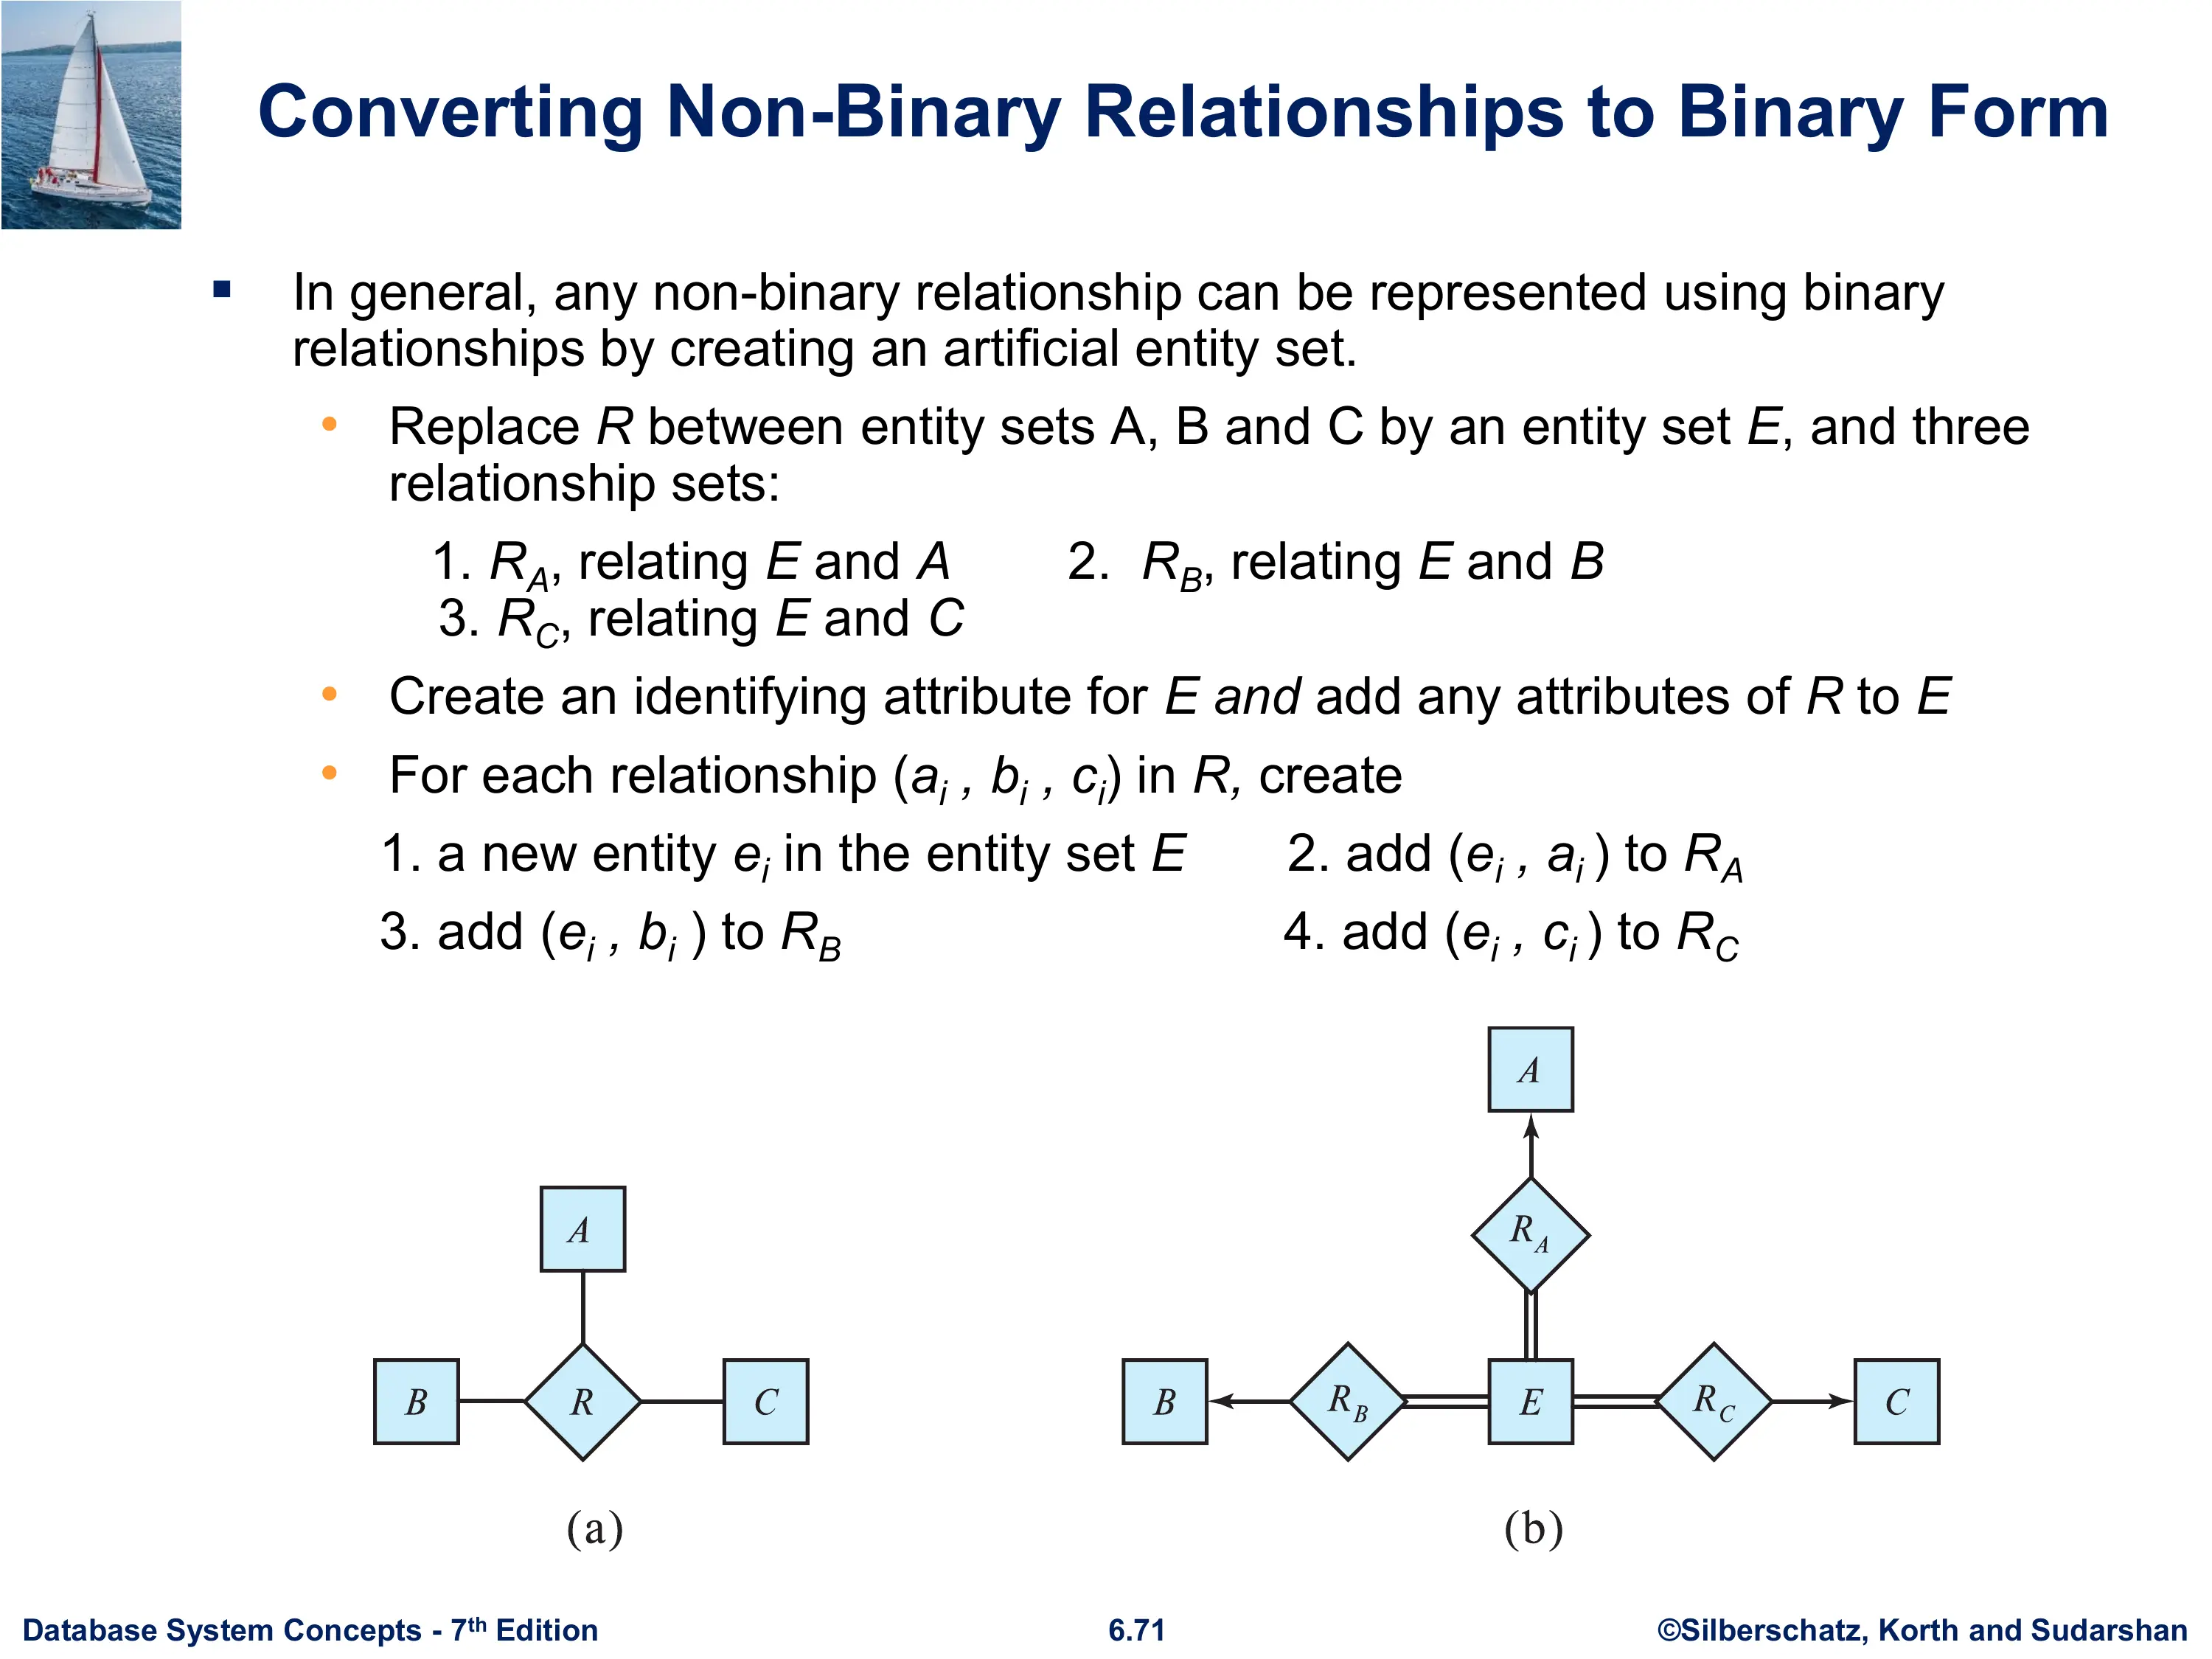 Converting Non-Binary Relationships to Binary Form
In general, any non-binary relationship can be represented using binary
relationships by creating an artificial entity set.
Replace R between entity sets A, B and C by an entity set E, and three
relationship sets:
1. R_A, relating E and A 2. R_B, relating E and B
3. R_C, relating E and C
Create an identifying attribute for E and add any attributes of R to E
For each relationship (a_i , b_i , c_i) in R, create
1. a new entity e_i in the entity set E 2. add (e_i , a_i ) to R_A
3. add (e_i , b_i ) to R_B 4. add (e_i , c_i ) to R_C
A
B R C
(a)
A
R_A
B R_B E R_C C
(b)
Database System Concepts - 7th Edition 6.71 ©Silberschatz, Korth and Sudarshan